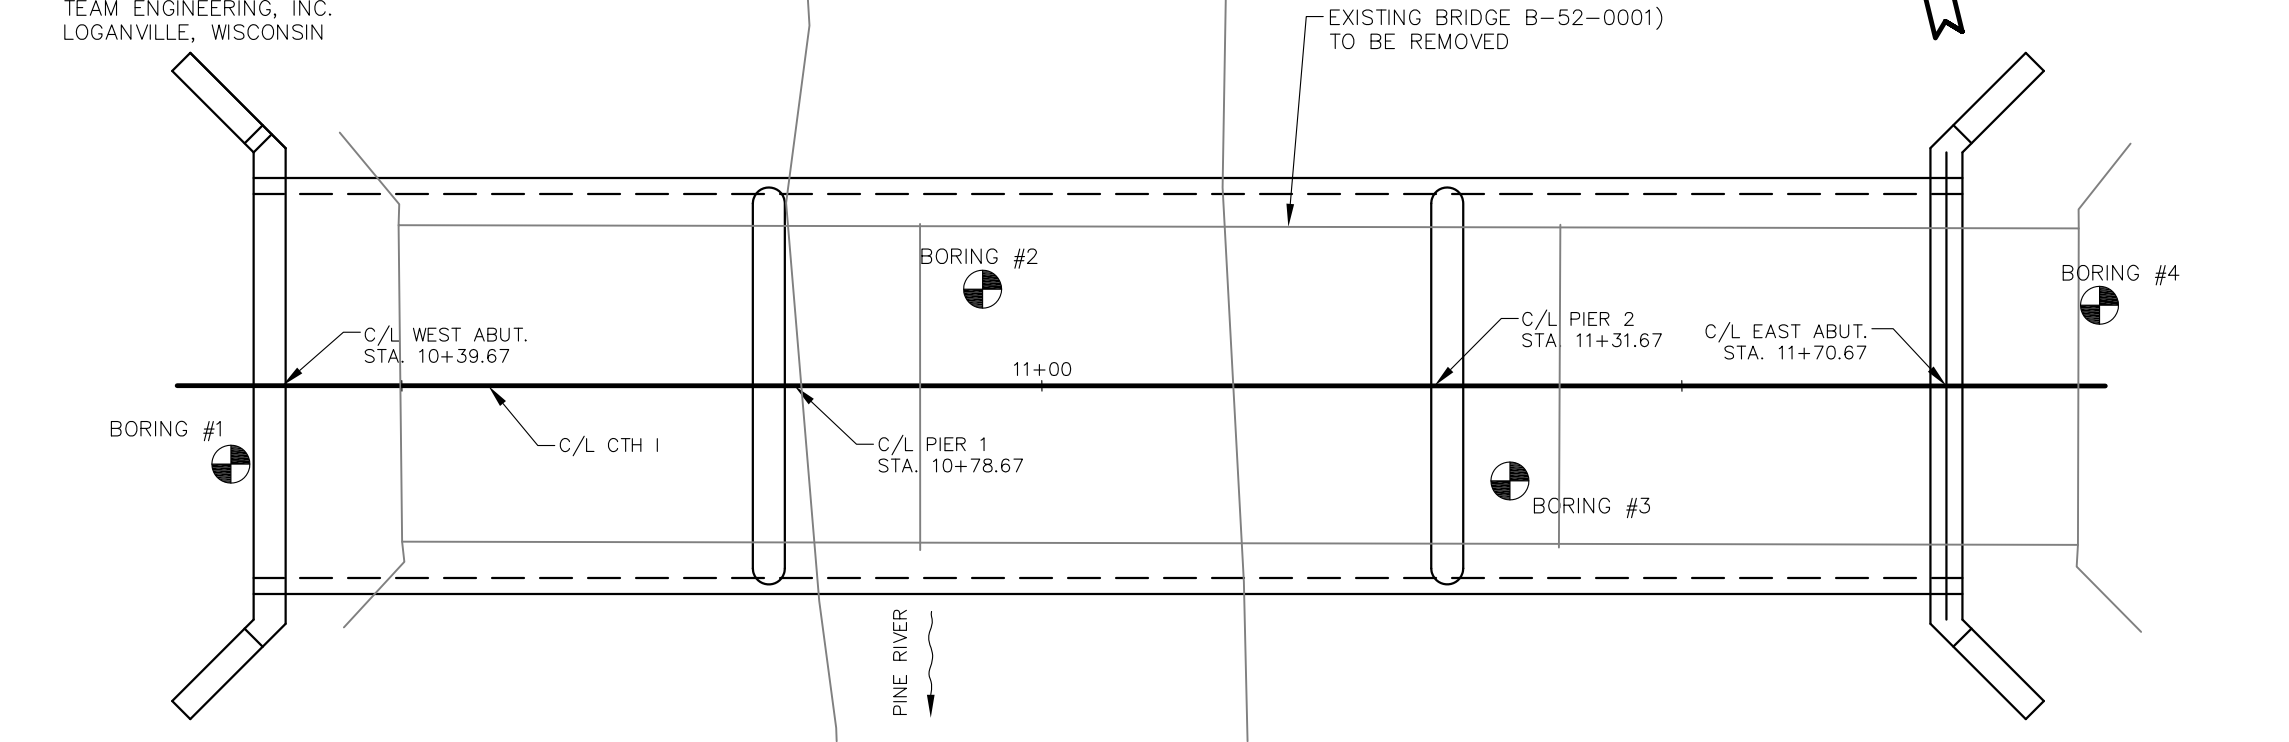 TEAM ENGINEERING, INC.
LOGANVILLE, WISCONSIN
EXISTING BRIDGE B-52-0001)
TO BE REMOVED
BORING #2
BORING #4
C/L WEST ABUT.
STA. 10+39.67
C/L PIER 2
STA. 11+31.67
C/L EAST ABUT.
STA. 11+70.67
11+00
BORING #1
C/L CTH I
C/L PIER 1
STA. 10+78.67
BORING #3
PINE RIVER